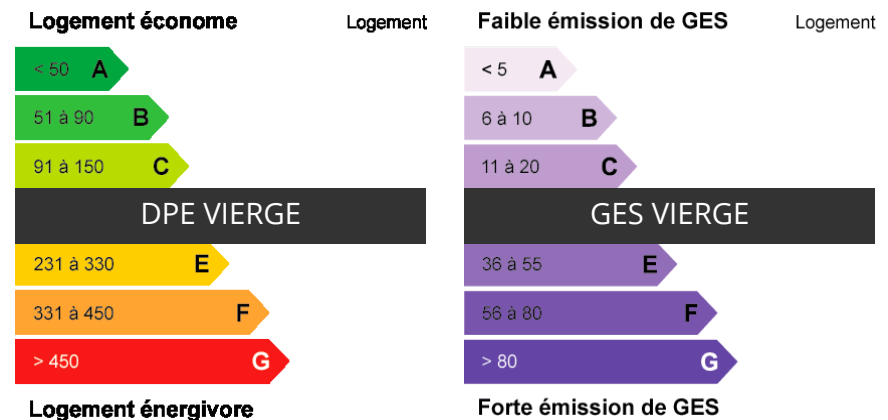 Logement économe Logement
< 50 A
51 à 90 B
91 à 150 C
DPE VIERGE
231 à 330 E
331 à 450 F
> 450 G
Logement énergivore
Faible émission de GES Logement
< 5 A
6 à 10 B
11 à 20 C
GES VIERGE
36 à 55 E
56 à 80 F
> 80 G
Forte émission de GES